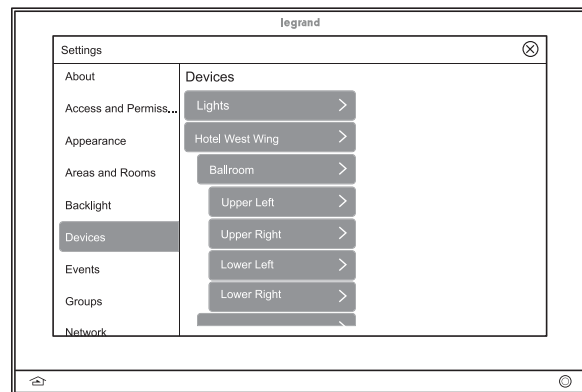 legrand
Settings
About
Access and Permiss...
Appearance
Areas and Rooms
Backlight
Devices
Events
Groups
Network
Devices
Lights
Hotel West Wing
Ballroom
Upper Left
Upper Right
Lower Left
Lower Right